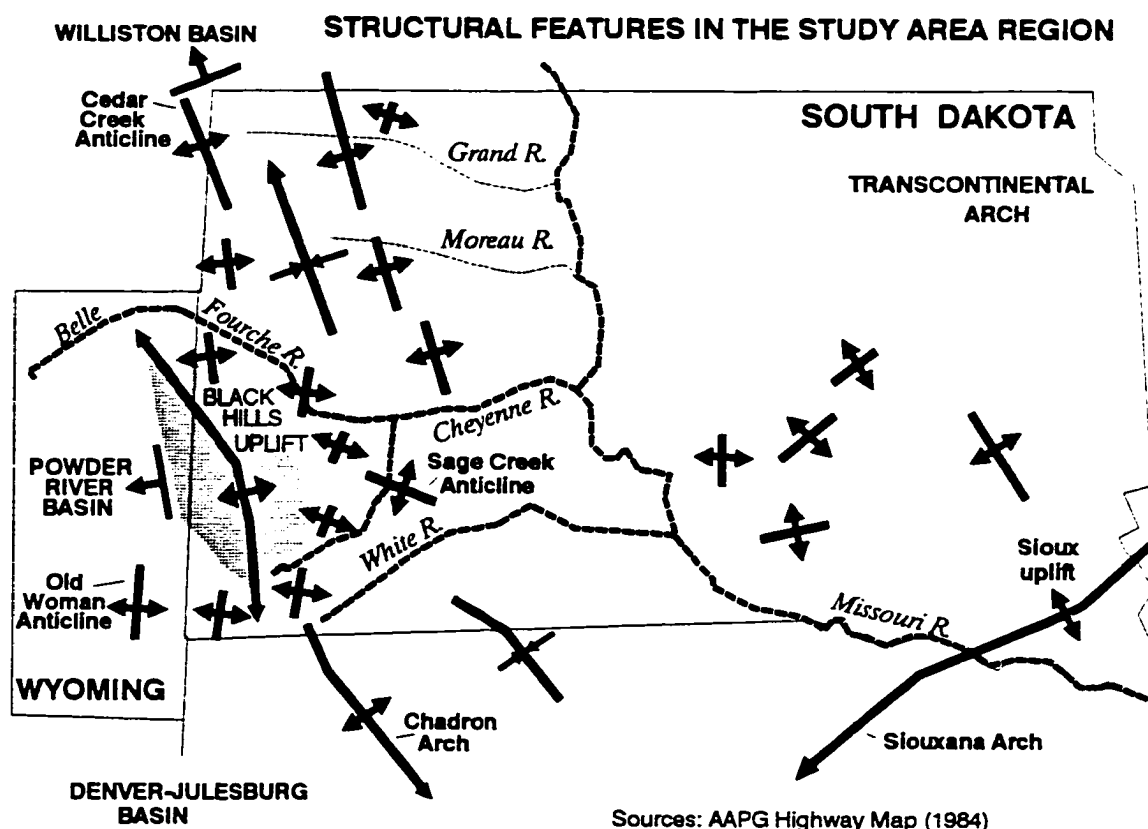 STRUCTURAL FEATURES IN THE STUDY AREA REGION
WILLISTON BASIN
Cedar
Creek
Anticline
SOUTH DAKOTA
Grand R.
TRANSCONTINENTAL
ARCH
Moreau R.
Belle
Fourche R.
BLACK
HILLS
UPLIFT
Cheyenne R.
POWDER
RIVER
BASIN
Sage Creek
Anticline
White R.
Sioux
uplift
Old
Woman
Anticline
Missouri R.
WYOMING
Chadron
Arch
Siouxana Arch
DENVER-JULESBURG
BASIN
Sources: AAPG Highway Map (1984)